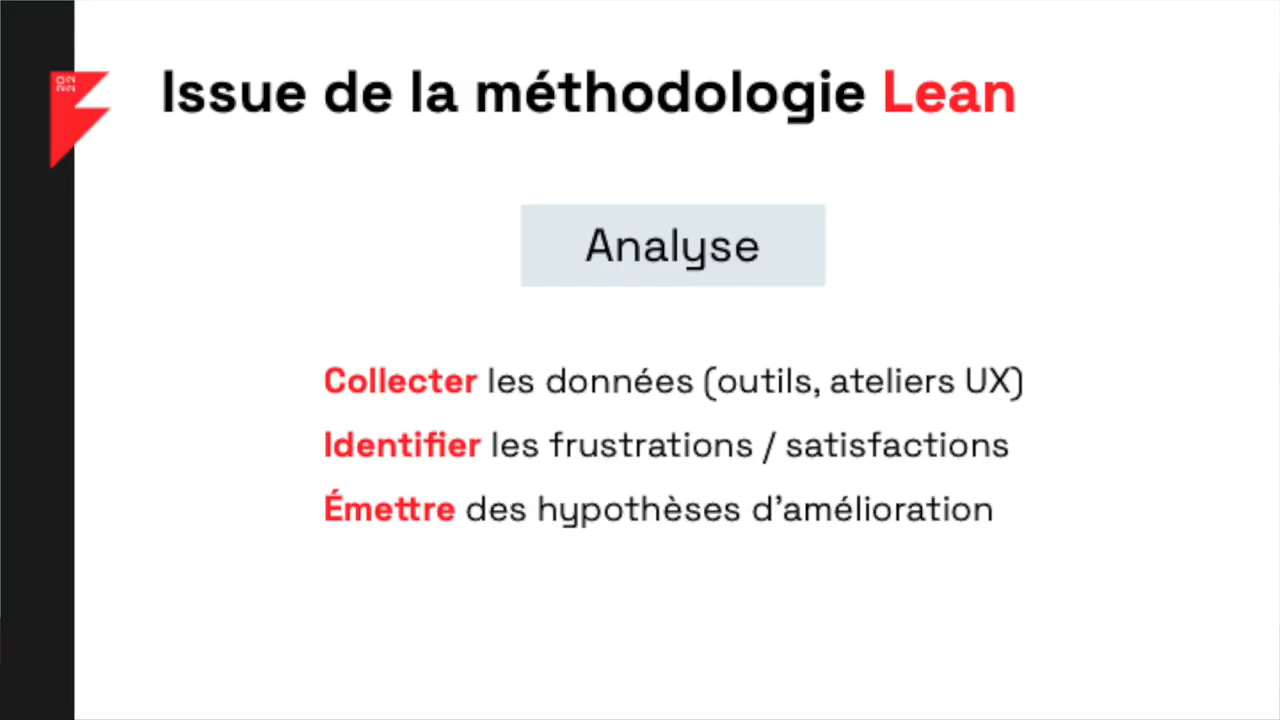 Issue de la méthodologie Lean
Analyse
Collecter les données (outils, ateliers UX)
Identifier les frustrations / satisfactions
Émettre des hypothèses d’amélioration